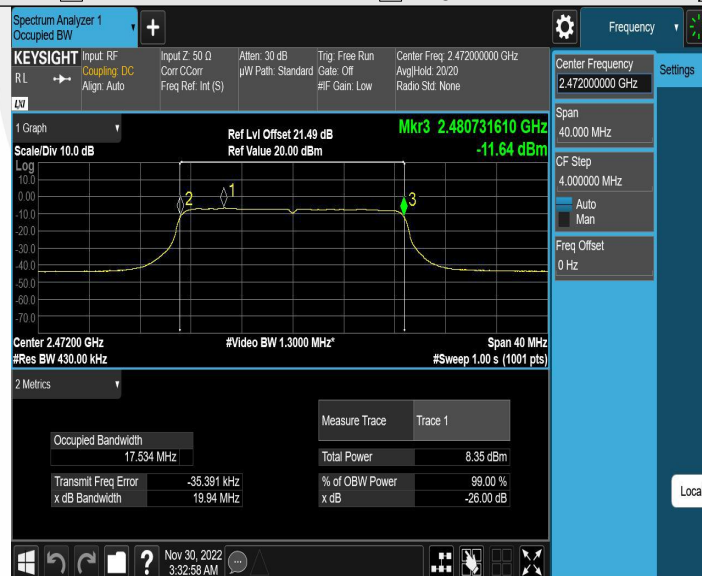 Spectrum Analyzer 1
Occupied BW
+
Frequency
KEYSIGHT
RL
LXI
Input: RF
Coupling: DC
Align: Auto
Input Z: 50 Ω
Corr CCorr
Freq Ref: Int (S)
Atten: 30 dB
µW Path: Standard
Trig: Free Run
Gate: Off
#IF Gain: Low
Center Freq: 2.472000000 GHz
Avg|Hold: 20/20
Radio Std: None
Center Frequency
2.472000000 GHz
Settings
Span
40.000 MHz
CF Step
4.000000 MHz
Auto
Man
Freq Offset
0 Hz
1 Graph
Scale/Div 10.0 dB
Ref Lvl Offset 21.49 dB
Ref Value 20.00 dBm
Mkr3 2.480731610 GHz
-11.64 dBm
Log
10.0
0.00
-10.0
-20.0
-30.0
-40.0
-50.0
-60.0
-70.0
2
1
3
Center 2.47200 GHz
#Video BW 1.3000 MHz*
Span 40 MHz
#Res BW 430.00 kHz
#Sweep 1.00 s (1001 pts)
2 Metrics
Measure Trace Trace 1
Occupied Bandwidth
17.534 MHz
Total Power 8.35 dBm
Transmit Freq Error -35.391 kHz
% of OBW Power 99.00 %
x dB Bandwidth 19.94 MHz
x dB -26.00 dB
Loca
?
Nov 30, 2022
3:32:58 AM